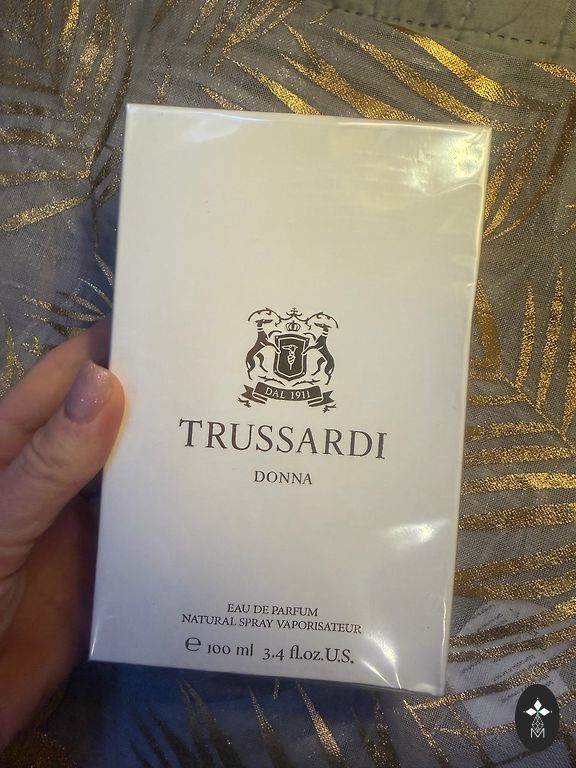 DAL 1911
TRUSSARDI
DONNA
EAU DE PARFUM
NATURAL SPRAY VAPORISATEUR
℮ 100 ml 3.4 fl.oz.U.S.